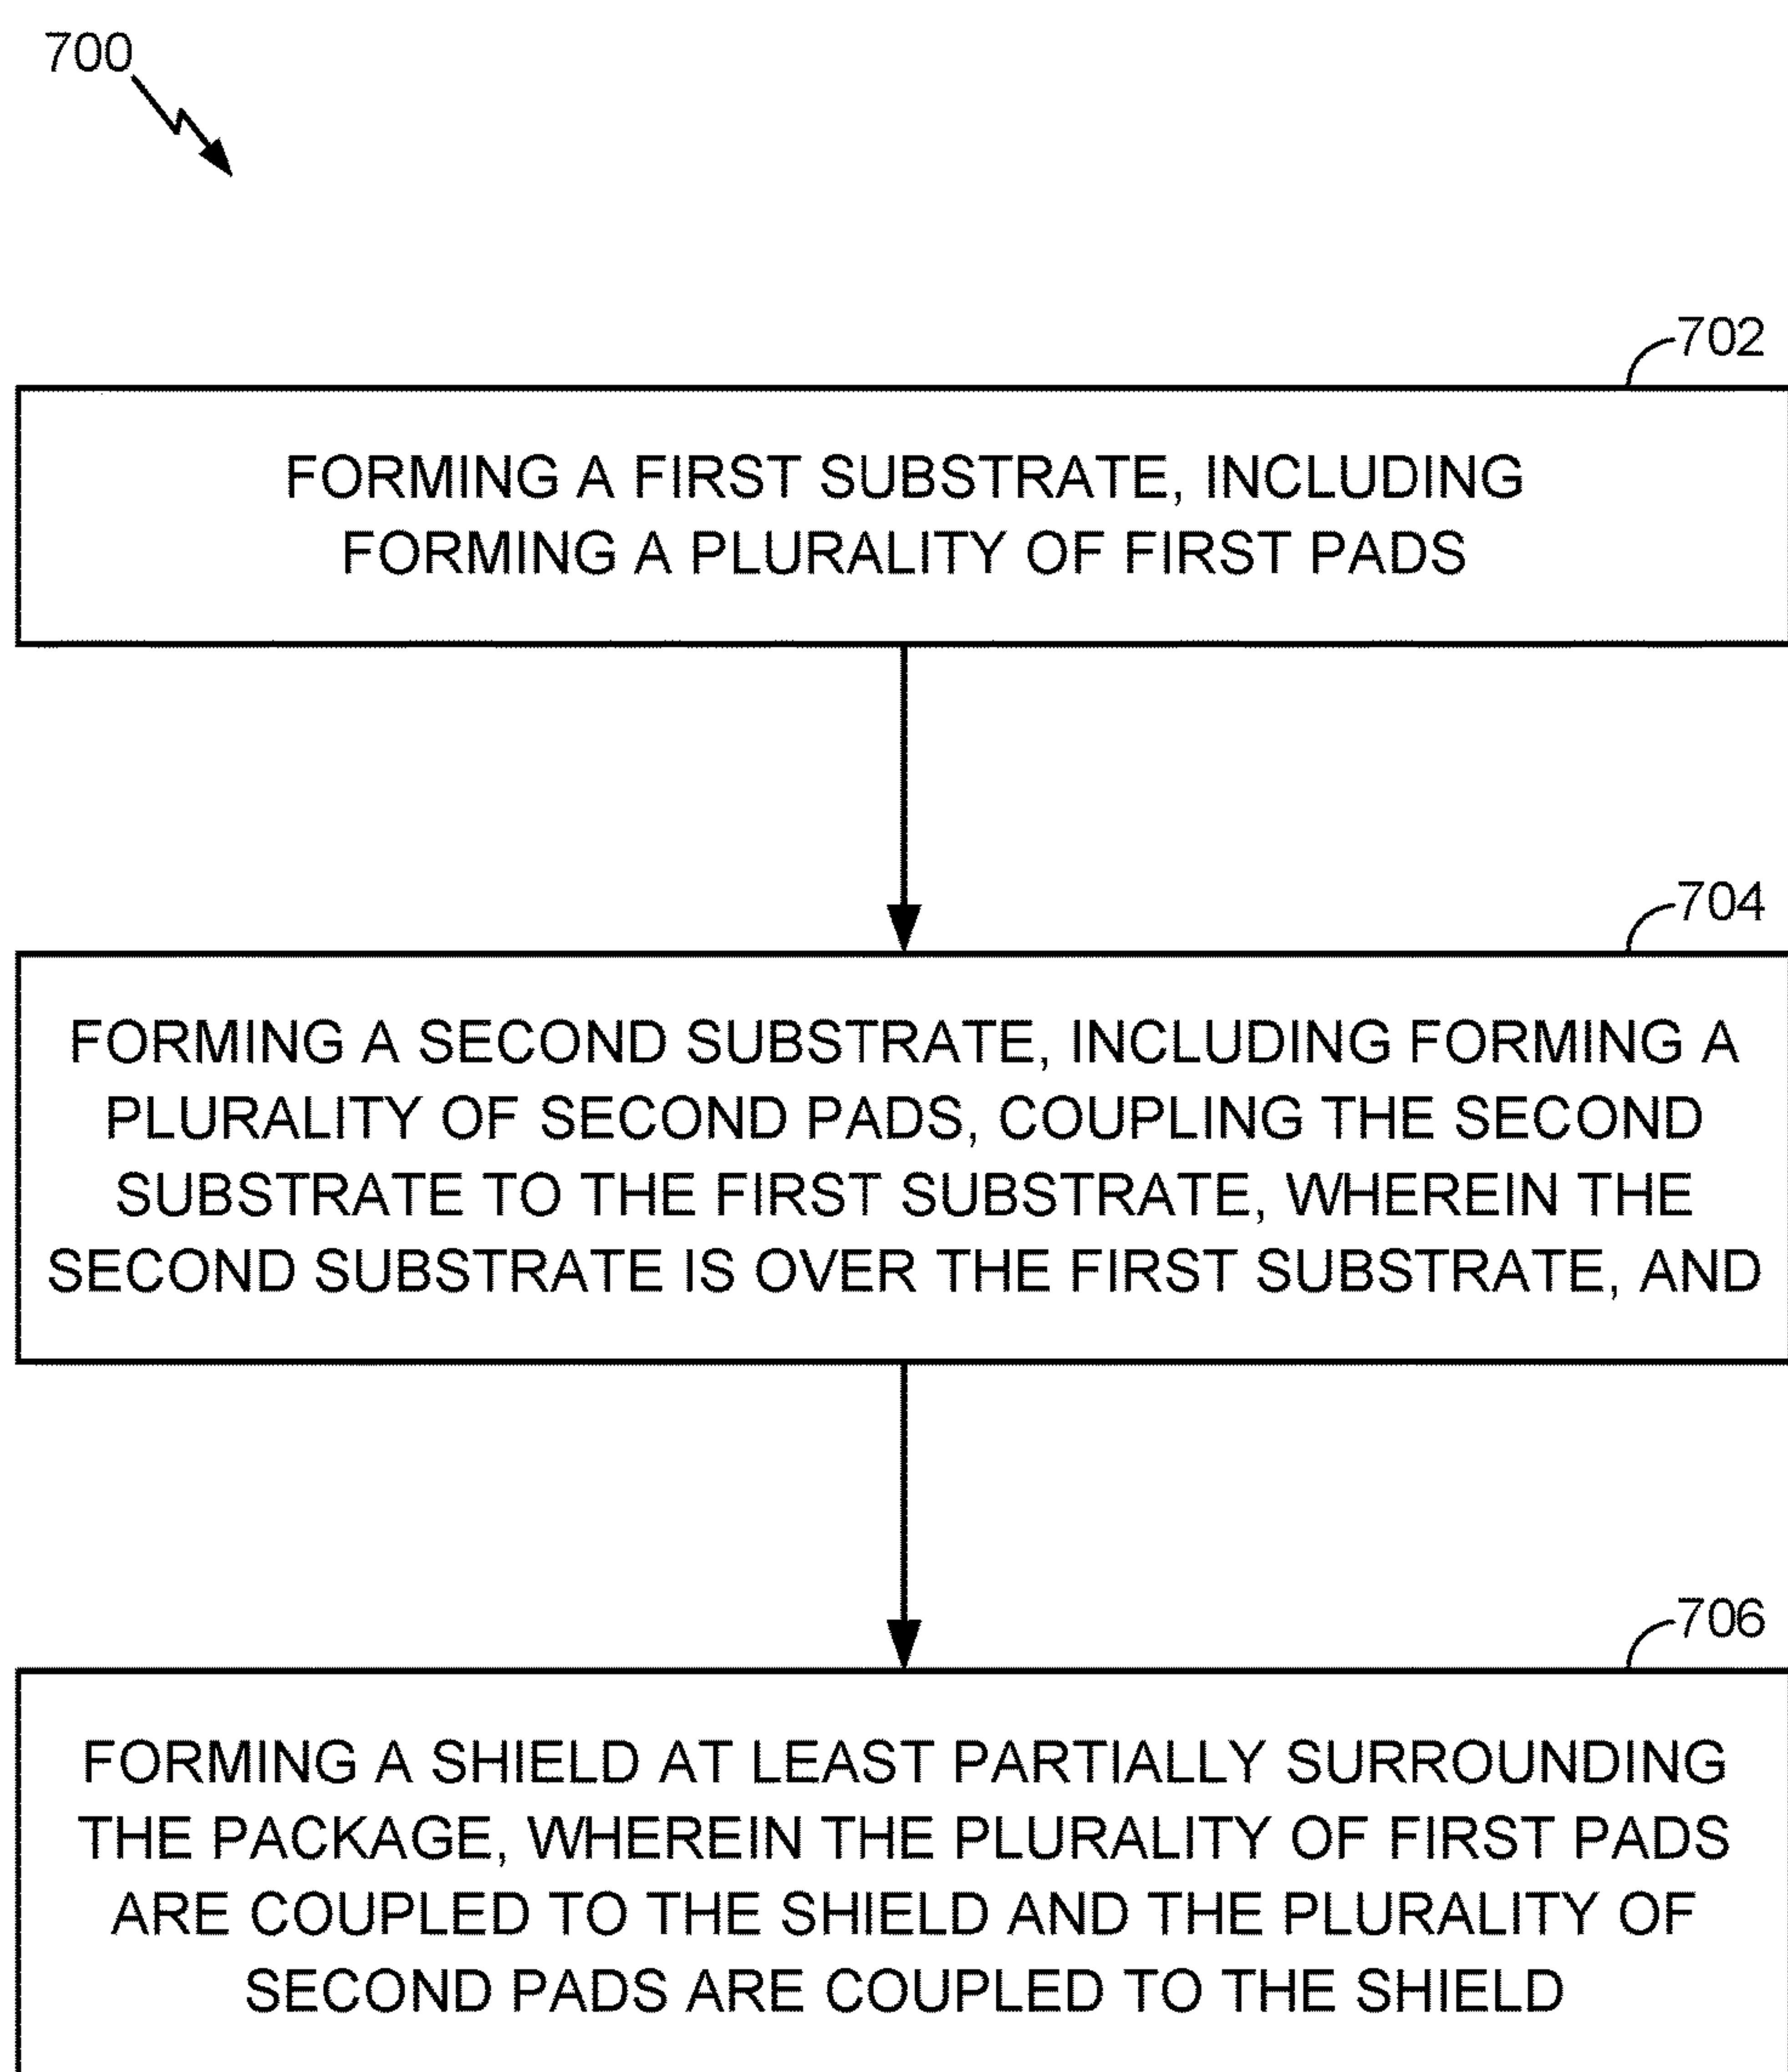 700
702
FORMING A FIRST SUBSTRATE, INCLUDING
FORMING A PLURALITY OF FIRST PADS
704
FORMING A SECOND SUBSTRATE, INCLUDING FORMING A
PLURALITY OF SECOND PADS, COUPLING THE SECOND
SUBSTRATE TO THE FIRST SUBSTRATE, WHEREIN THE
SECOND SUBSTRATE IS OVER THE FIRST SUBSTRATE, AND
706
FORMING A SHIELD AT LEAST PARTIALLY SURROUNDING
THE PACKAGE, WHEREIN THE PLURALITY OF FIRST PADS
ARE COUPLED TO THE SHIELD AND THE PLURALITY OF
SECOND PADS ARE COUPLED TO THE SHIELD